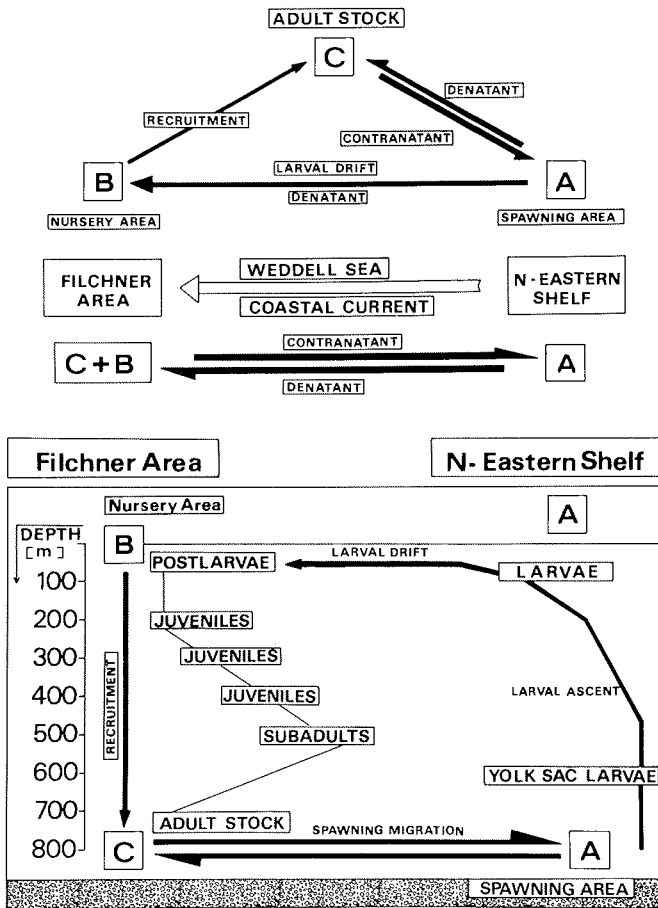 ADULT STOCK
C
DENATANT
RECRUITMENT
CONTRANATANT
B
LARVAL DRIFT
A
DENATANT
NURSERY AREA
SPAWNING AREA
FILCHNER
AREA
WEDDELL SEA
COASTAL CURRENT
N-EASTERN
SHELF
CONTRANATANT
C+B
A
DENATANT
Filchner Area
N-Eastern Shelf
Nursery Area
A
DEPTH
[m]
B
LARVAL DRIFT
POSTLARVAE
LARVAE
100
200
JUVENILES
300
JUVENILES
RECRUITMENT
400
JUVENILES
LARVAL ASCENT
500
SUBADULTS
600
YOLK SAC LARVAE
700
ADULT STOCK
SPAWNING MIGRATION
800
C
A
SPAWNING AREA